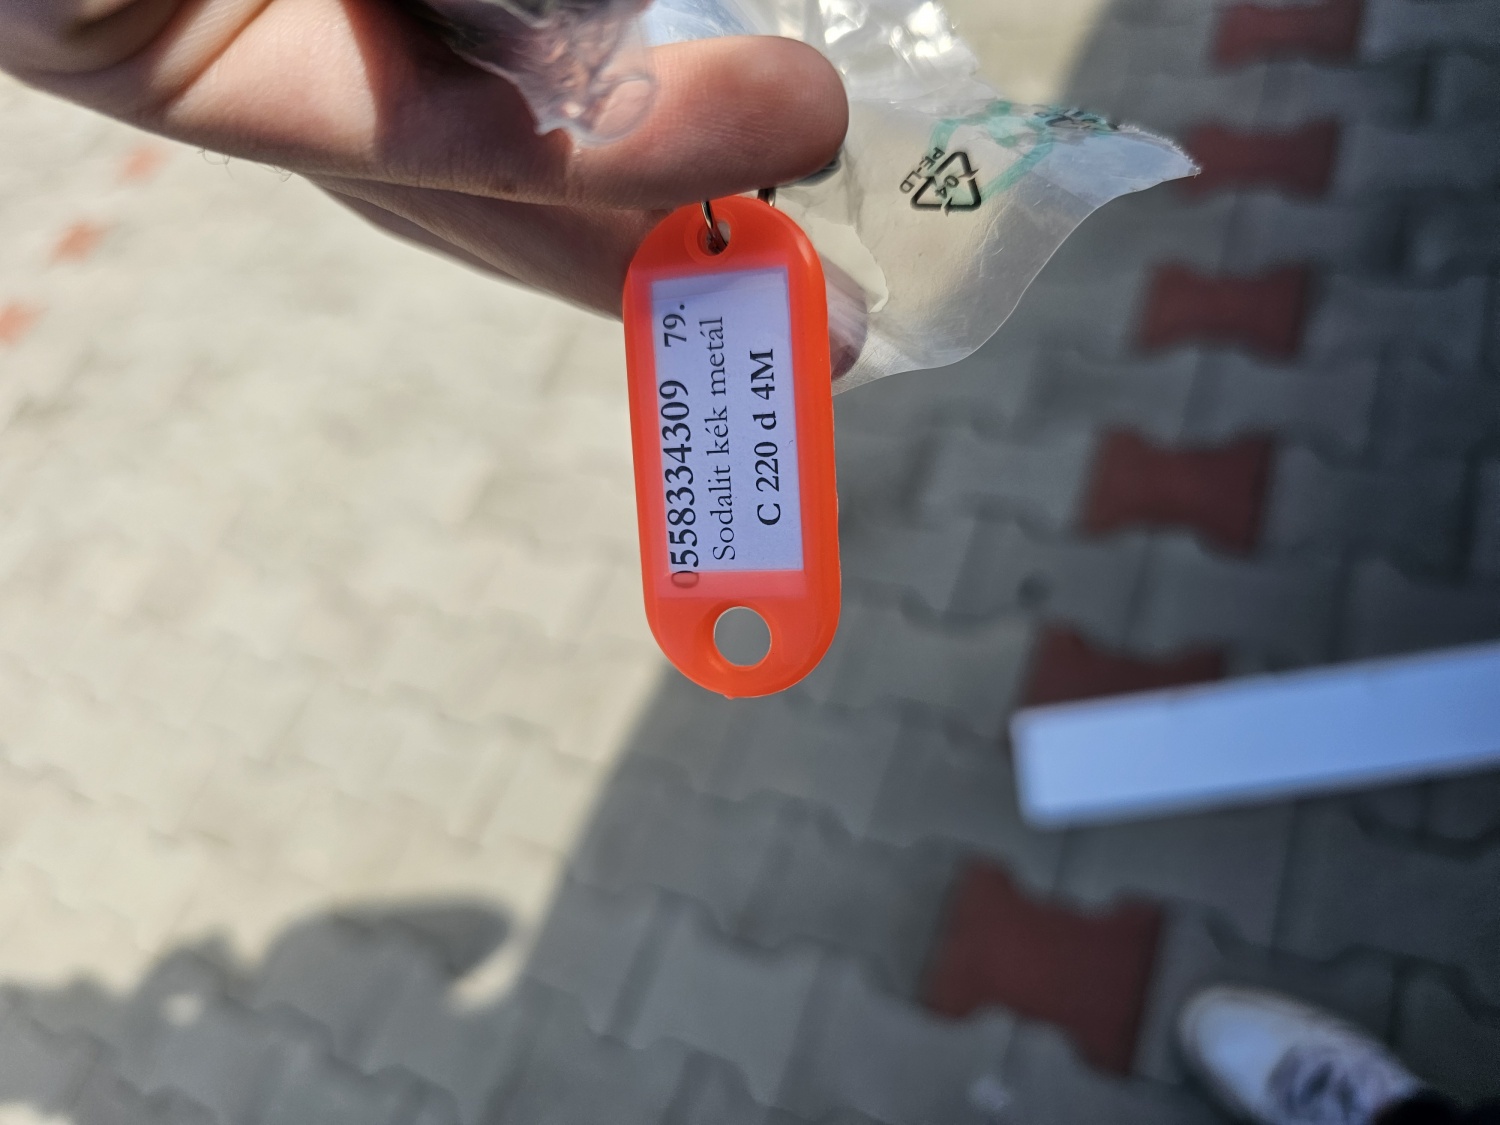 0558334309 79.
Sodalit kék metál
C 220 d 4M
04
PE-LD